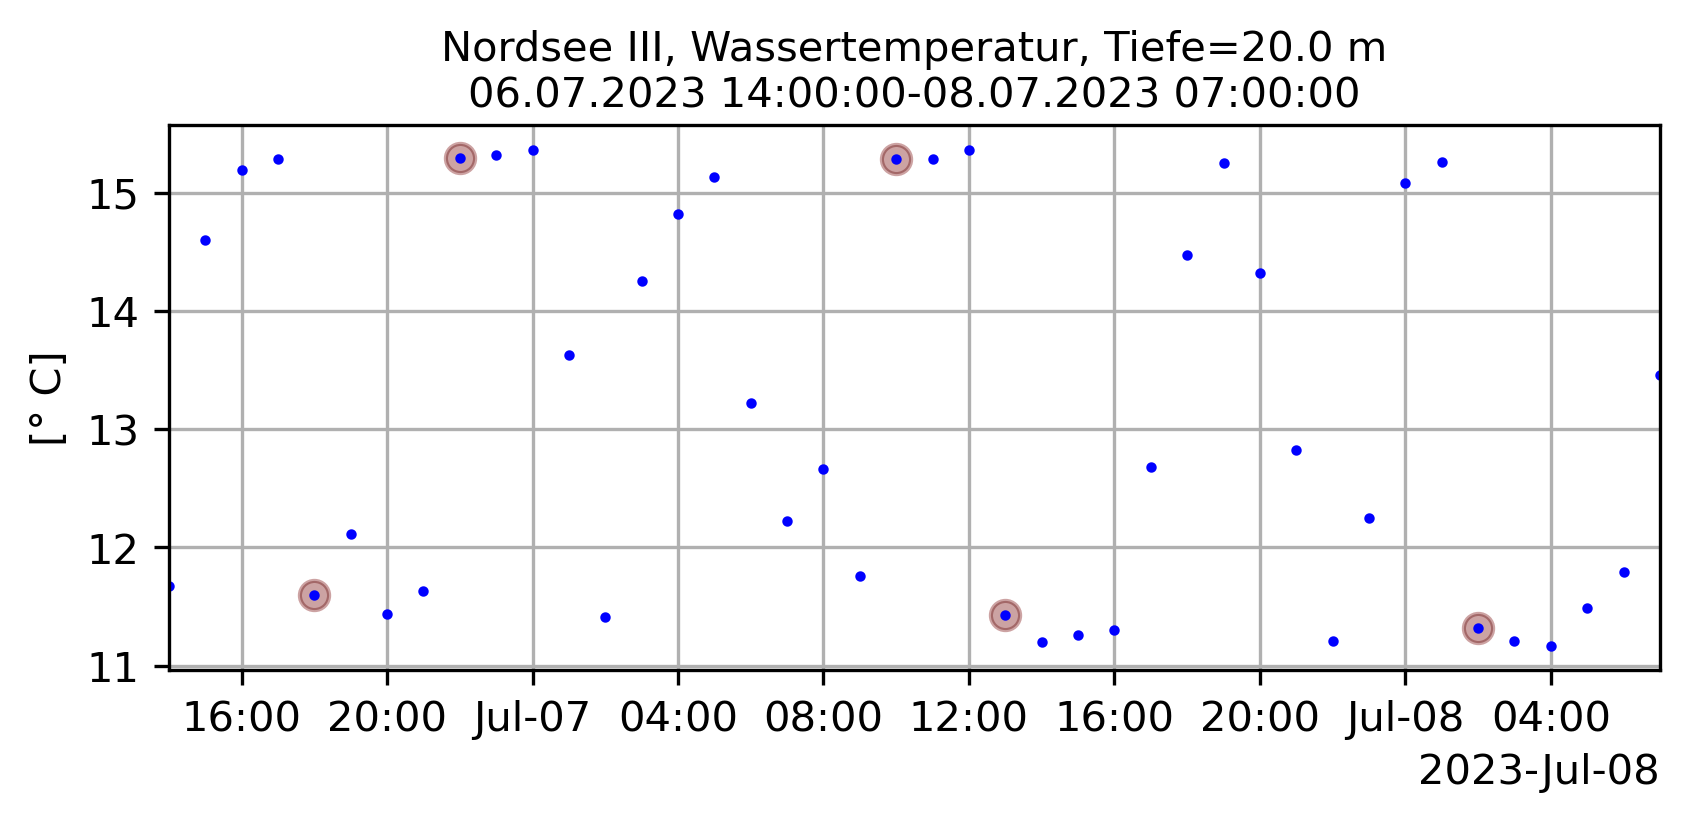 Nordsee III, Wassertemperatur, Tiefe=20.0 m
06.07.2023 14:00:00-08.07.2023 07:00:00
[° C]
15
14
13
12
11
16:00 20:00 Jul-07 04:00 08:00 12:00 16:00 20:00 Jul-08 04:00
2023-Jul-08